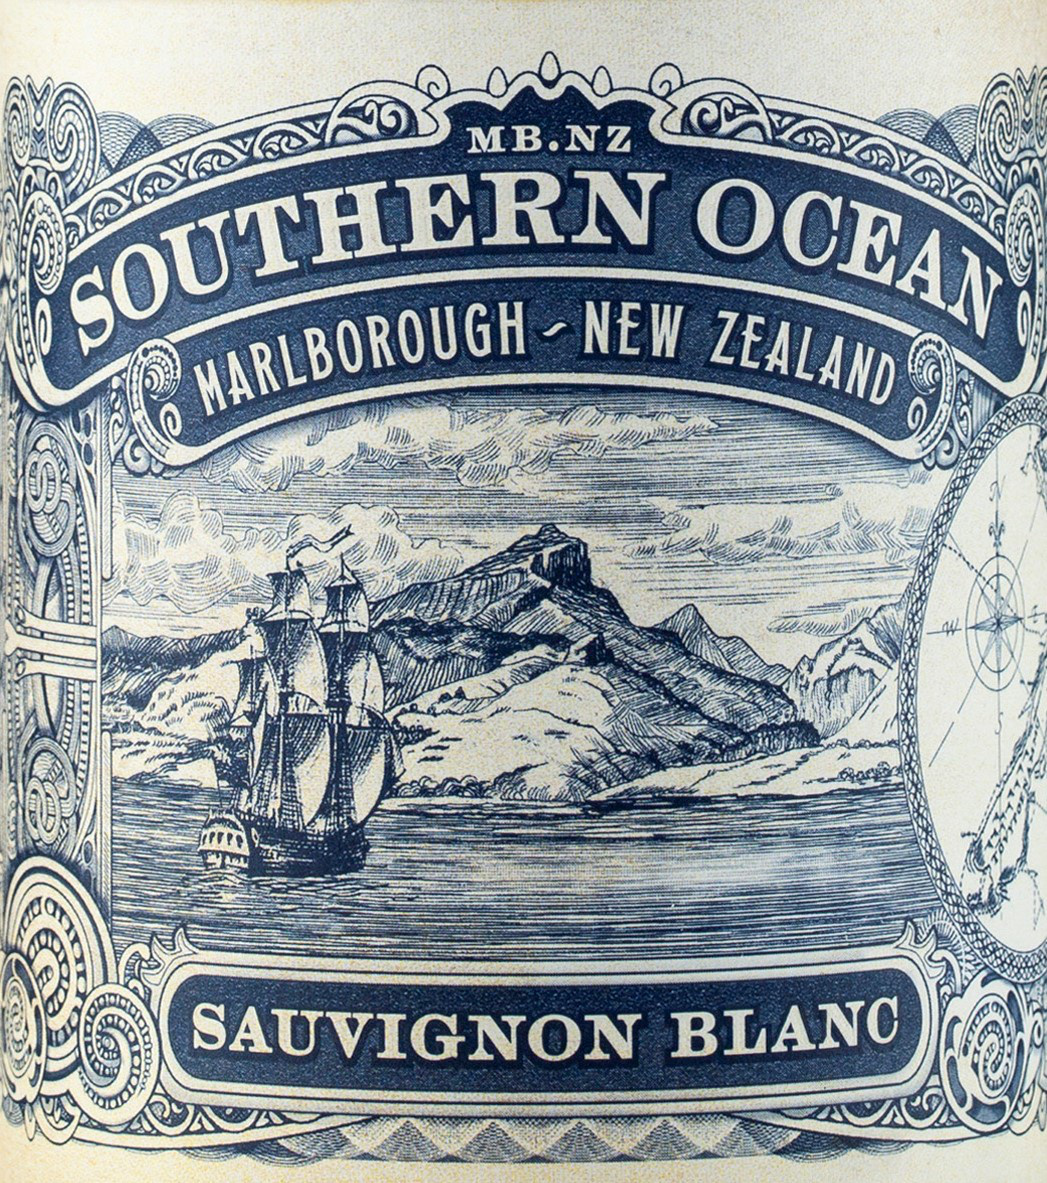 MB.NZ
SOUTHERN OCEAN
MARLBOROUGH ~ NEW ZEALAND
N
W
S
SAUVIGNON BLANC